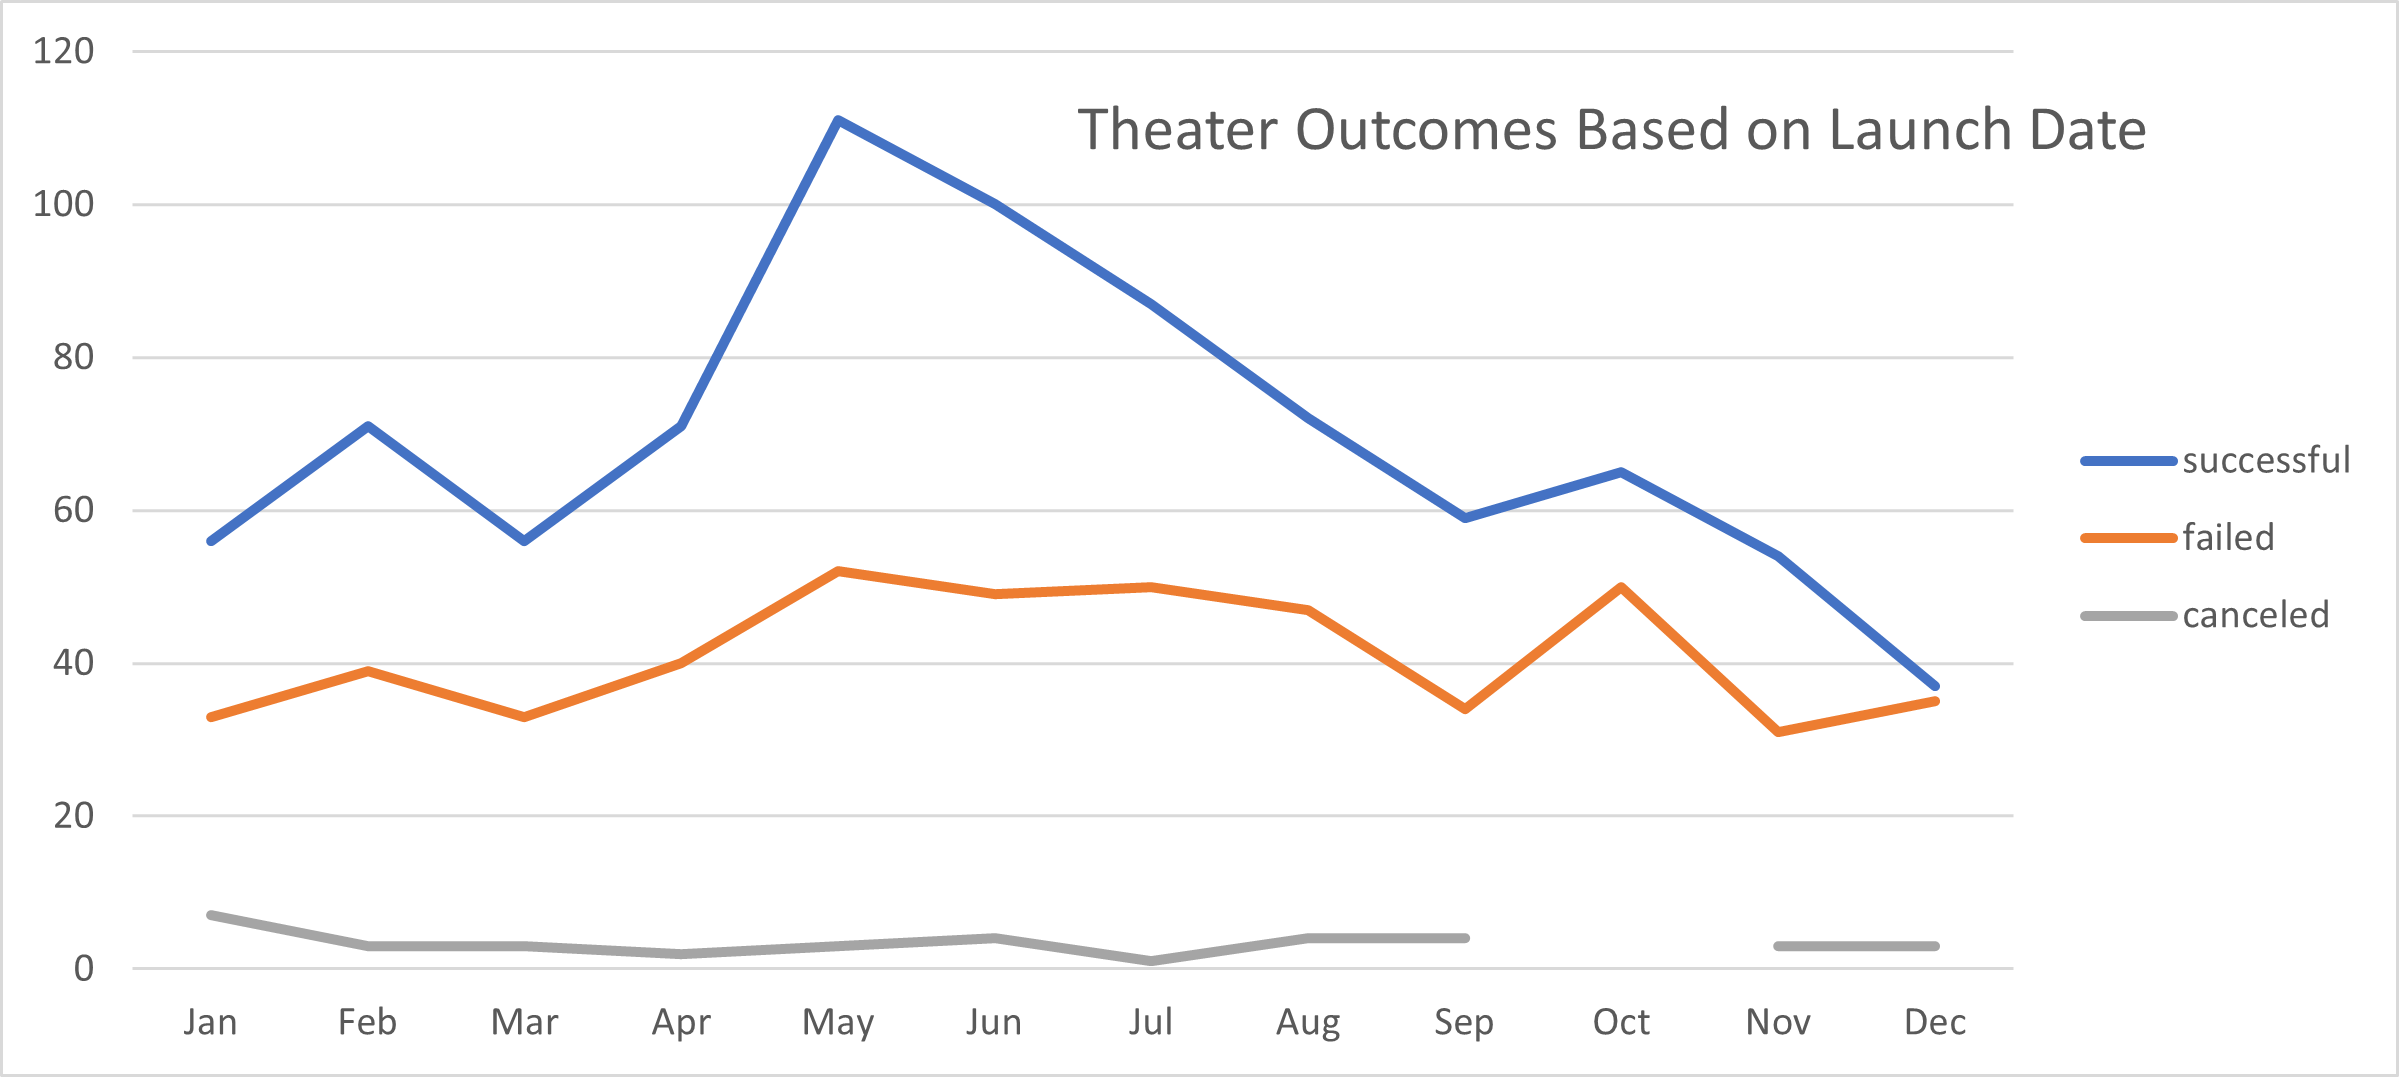 Theater Outcomes Based on Launch Date
120
100
80
60
40
20
0
Jan Feb Mar Apr May Jun Jul Aug Sep Oct Nov Dec
successful
failed
canceled